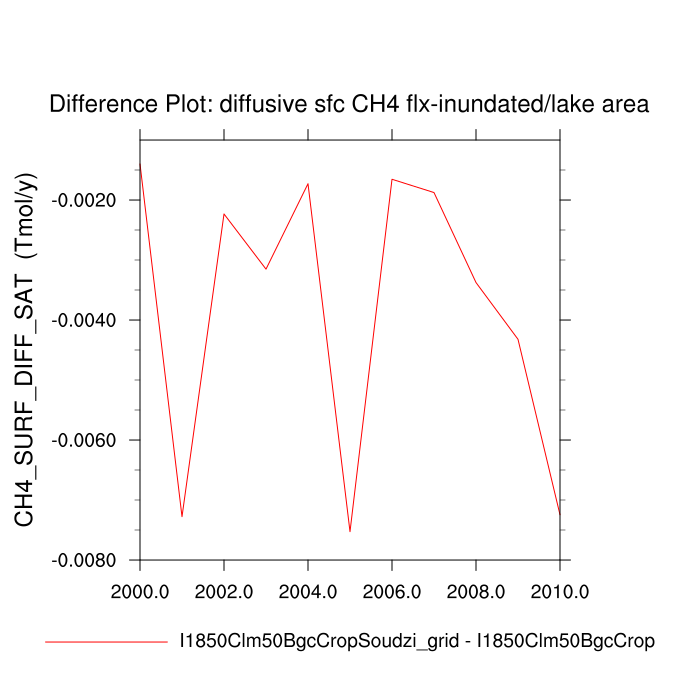 Difference Plot: diffusive sfc CH4 flx-inundated/lake area
CH4_SURF_DIFF_SAT (Tmol/y)
-0.0020
-0.0040
-0.0060
-0.0080
2000.0 2002.0 2004.0 2006.0 2008.0 2010.0
I1850Clm50BgcCropSoudzi_grid - I1850Clm50BgcCrop